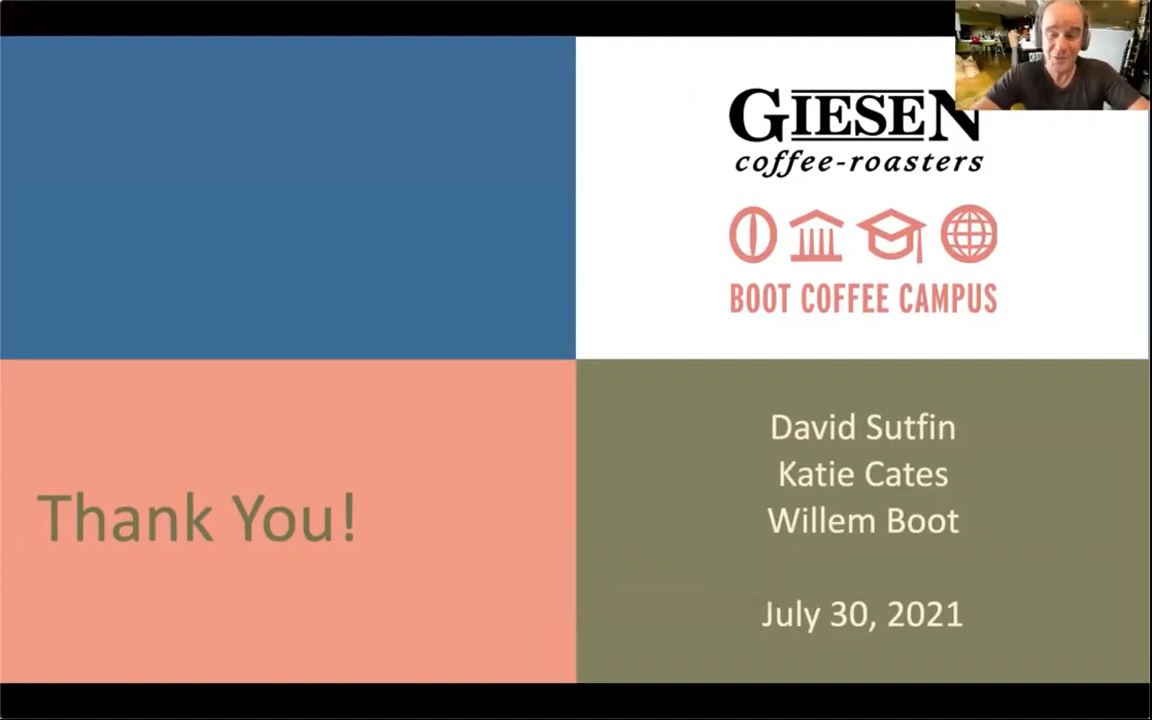 GIESEN
coffee-roasters
BOOT COFFEE CAMPUS
Thank You!
David Sutfin
Katie Cates
Willem Boot
July 30, 2021